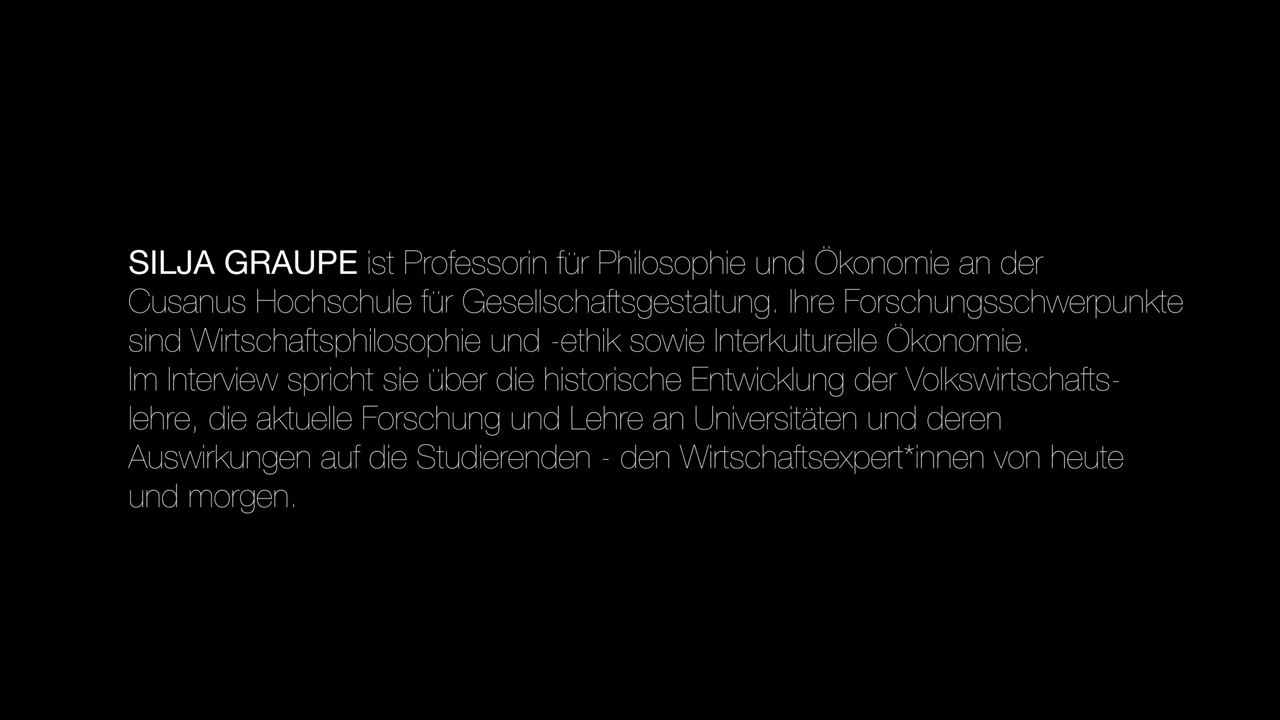 SILJA GRAUPE ist Professorin für Philosophie und Ökonomie an der
Cusanus Hochschule für Gesellschaftsgestaltung. Ihre Forschungsschwerpunkte
sind Wirtschaftsphilosophie und -ethik sowie Interkulturelle Ökonomie.
Im Interview spricht sie über die historische Entwicklung der Volkswirtschafts-
lehre, die aktuelle Forschung und Lehre an Universitäten und deren
Auswirkungen auf die Studierenden - den Wirtschaftsexpert*innen von heute
und morgen.